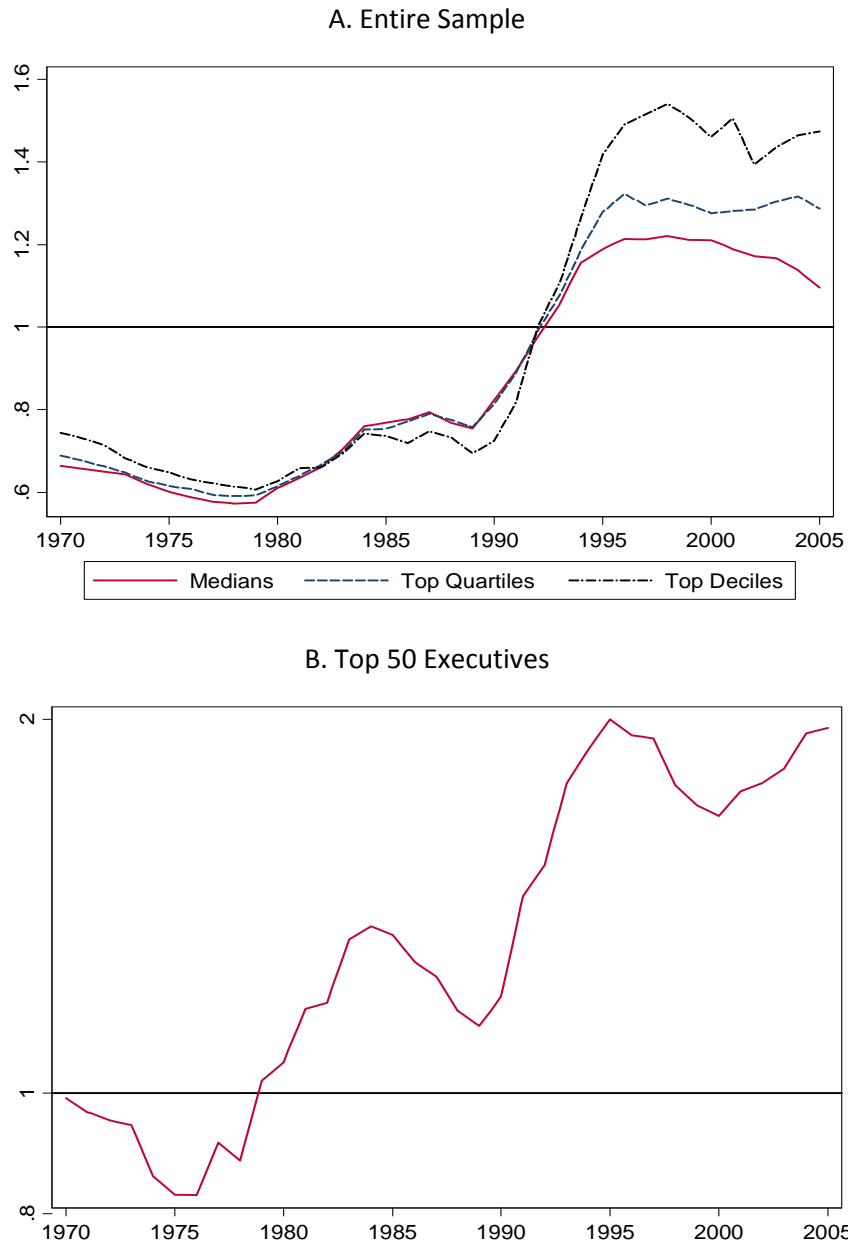 A. Entire Sample
1.6
1.4
1.2
1
.8
.6
1970 1975 1980 1985 1990 1995 2000 2005
Medians Top Quartiles Top Deciles
B. Top 50 Executives
2
1
.8
1970 1975 1980 1985 1990 1995 2000 2005